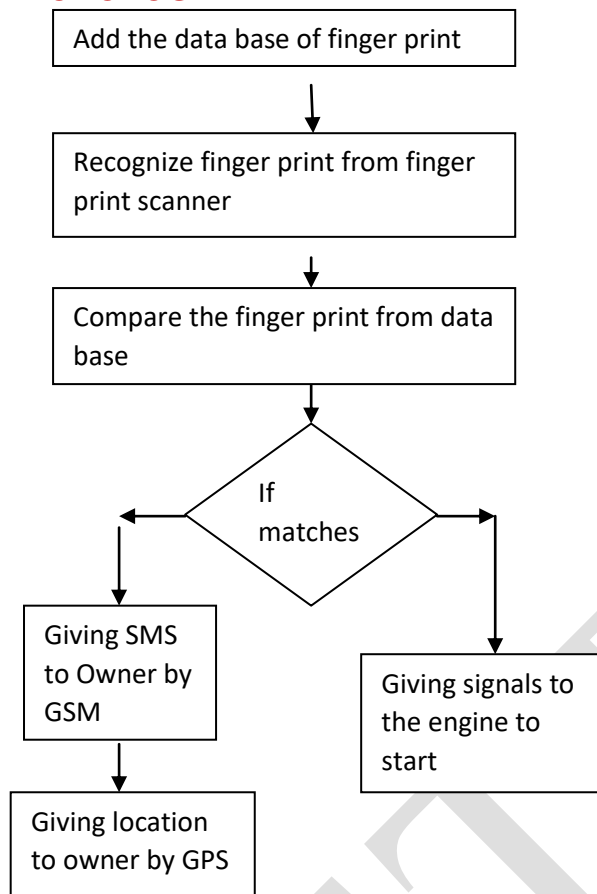 Add the data base of finger print
Recognize finger print from finger
print scanner
Compare the finger print from data
base
If
matches
Giving SMS
to Owner by
GSM
Giving signals to
the engine to
start
Giving location
to owner by GPS